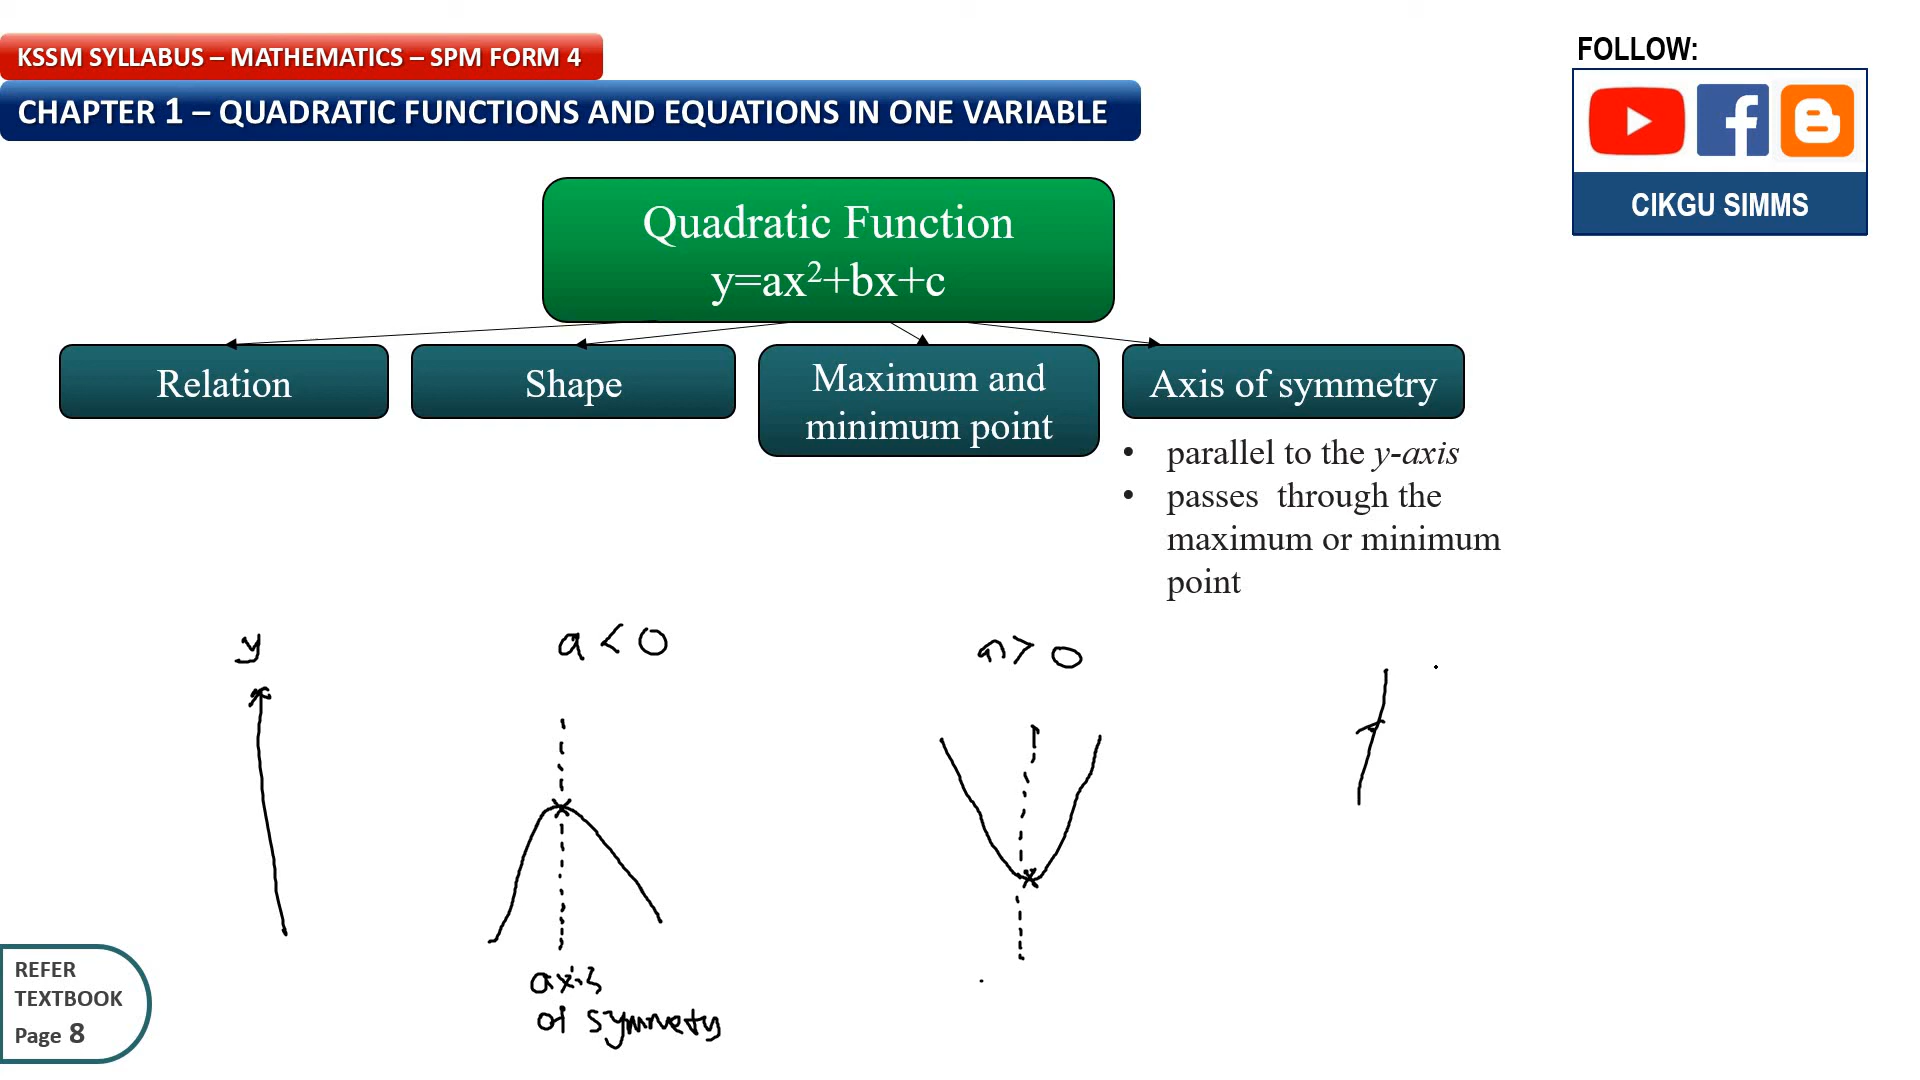 KSSM SYLLABUS – MATHEMATICS – SPM FORM 4
CHAPTER 1 – QUADRATIC FUNCTIONS AND EQUATIONS IN ONE VARIABLE
FOLLOW:
CIKGU SIMMS
Quadratic Function
y=ax²+bx+c
Relation
Shape
Maximum and
minimum point
Axis of symmetry
• parallel to the y-axis
• passes through the
maximum or minimum
point
y
a < 0
a > 0
axis
of symmety
REFER
TEXTBOOK
Page 8